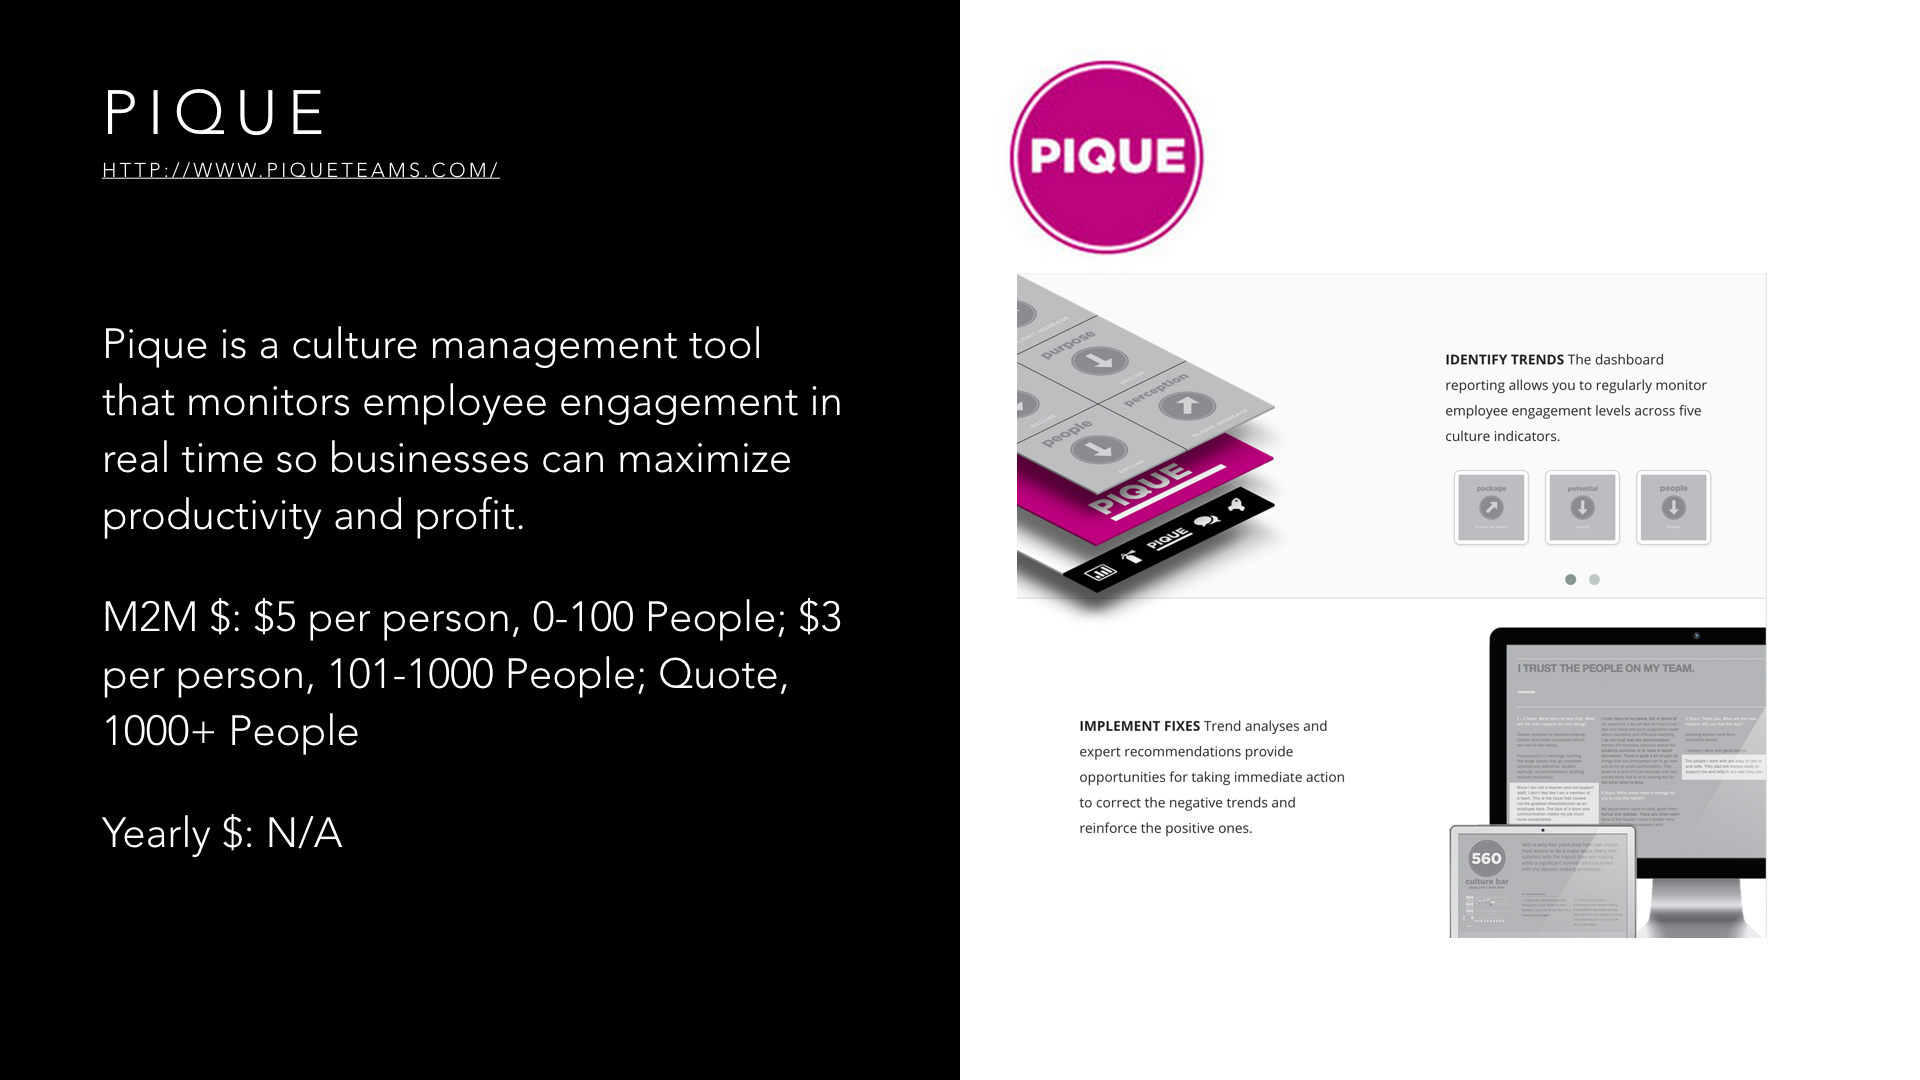 PIQUE
HTTP://WWW.PIQUETEAMS.COM/
Pique is a culture management tool
that monitors employee engagement in
real time so businesses can maximize
productivity and profit.
M2M $: $5 per person, 0-100 People; $3
per person, 101-1000 People; Quote,
1000+ People
Yearly $: N/A
PIQUE
purpose
DECLINE
perception
SLIGHT INCREASE
people
DECLINE
PIQUE
PIQUE
IDENTIFY TRENDS The dashboard
reporting allows you to regularly monitor
employee engagement levels across five
culture indicators.
package
potential
people
IMPLEMENT FIXES Trend analyses and
expert recommendations provide
opportunities for taking immediate action
to correct the negative trends and
reinforce the positive ones.
I TRUST THE PEOPLE ON MY TEAM.
560
culture bar